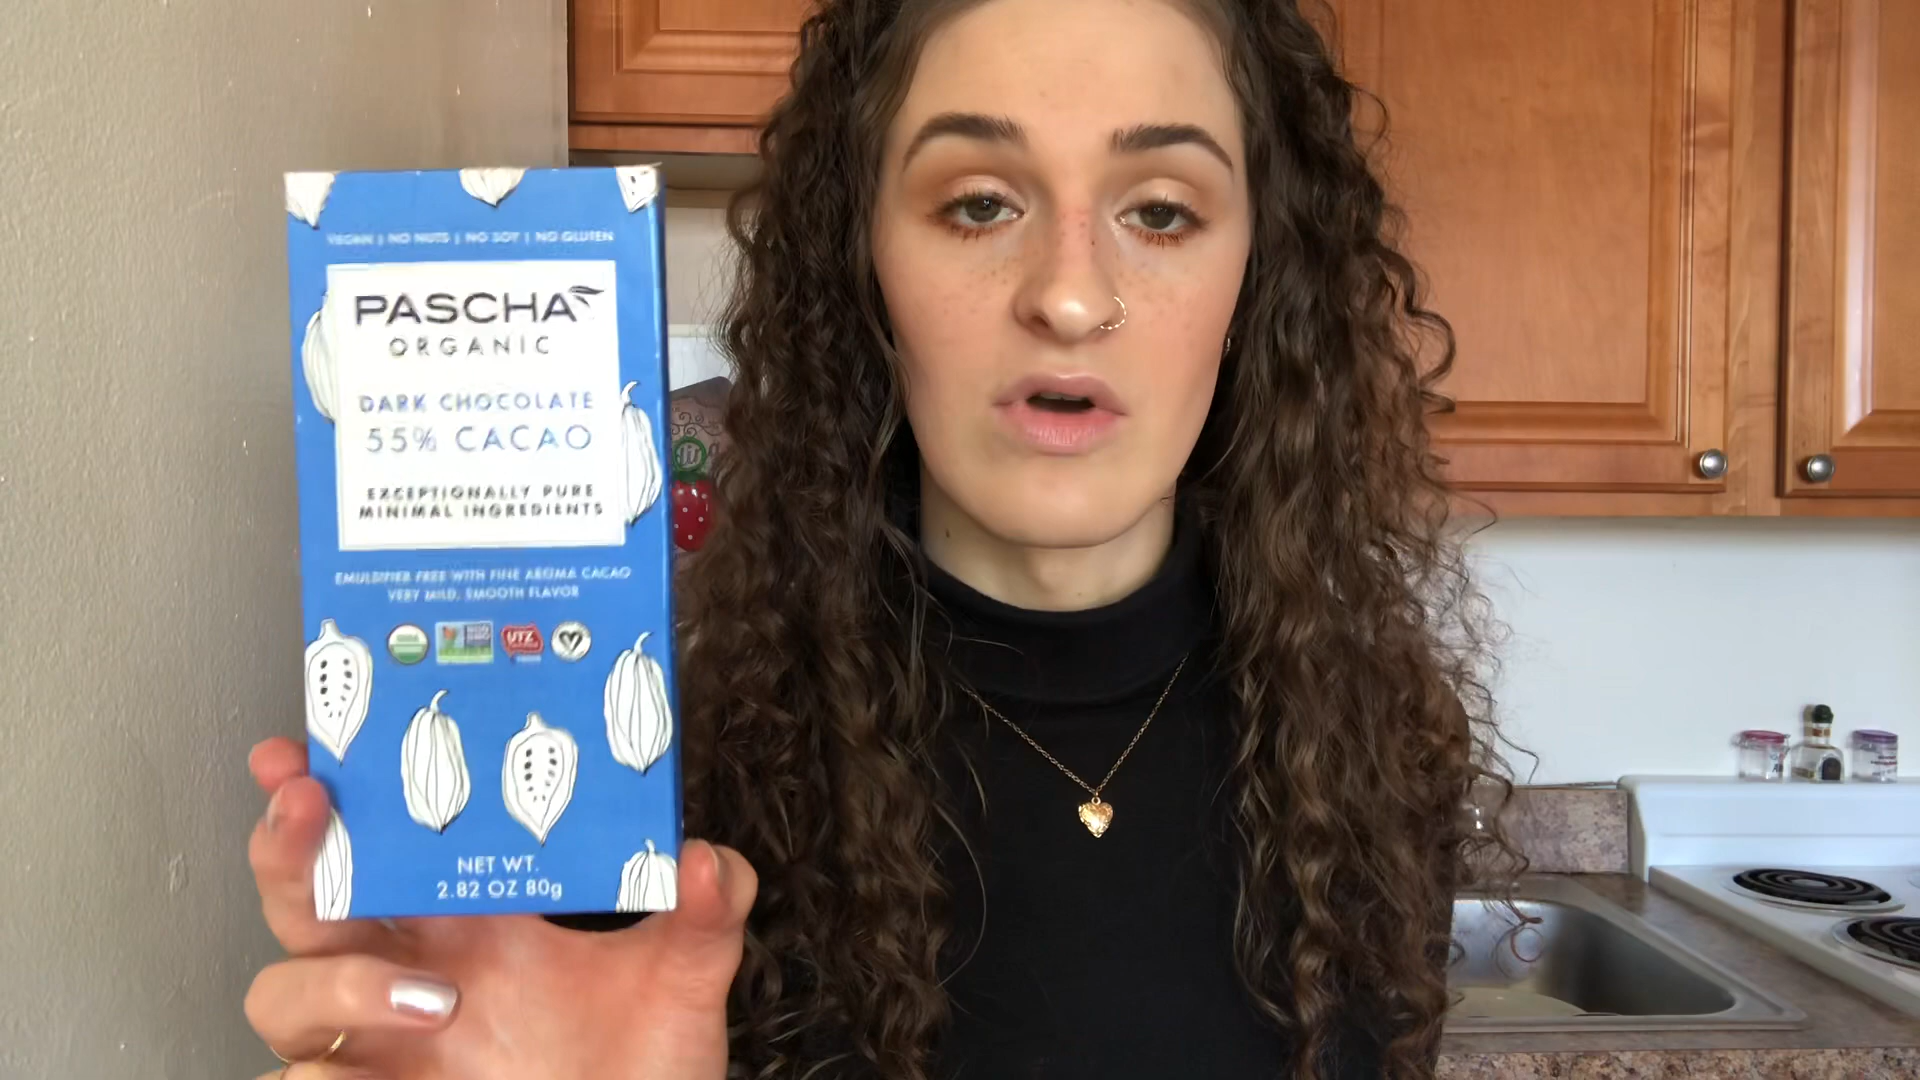 VEGAN | NO NUTS | NO SOY | NO GLUTEN
PASCHA
ORGANIC
DARK CHOCOLATE
55% CACAO
EXCEPTIONALLY PURE
MINIMAL INGREDIENTS
EMULSIFIER FREE WITH FINE AROMA CACAO
VERY MILD, SMOOTH FLAVOR
UTZ
NET WT.
2.82 OZ 80g